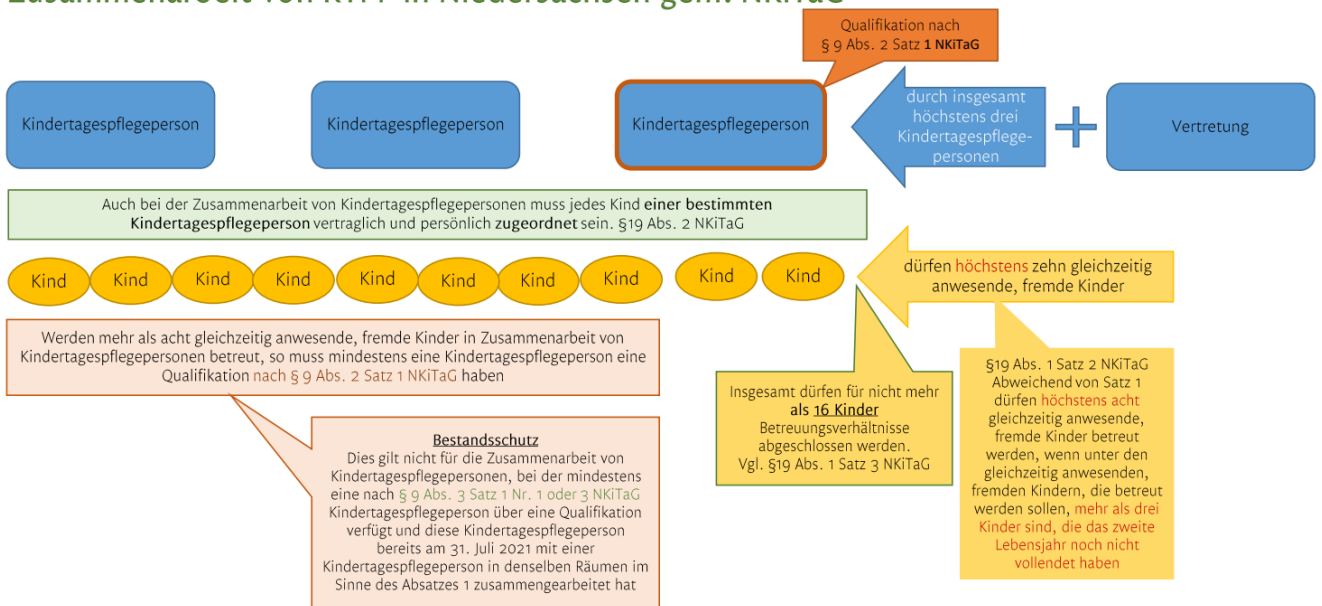 Zusammenarbeit von KTPP in Niedersachsen gem. NKiTaG
Qualifikation nach
§ 9 Abs. 2 Satz 1 NKiTaG
Kindertagespflegeperson
Kindertagespflegeperson
Kindertagespflegeperson
durch insgesamt
höchstens drei
Kindertagespflege-
personen
Vertretung
Auch bei der Zusammenarbeit von Kindertagespflegepersonen muss jedes Kind einer bestimmten
Kindertagespflegeperson vertraglich und persönlich zugeordnet sein. §19 Abs. 2 NKiTaG
Kind
Kind
Kind
Kind
Kind
Kind
Kind
Kind
Kind
Kind
dürfen höchstens zehn gleichzeitig
anwesende, fremde Kinder
Werden mehr als acht gleichzeitig anwesende, fremde Kinder in Zusammenarbeit von
Kindertagespflegepersonen betreut, so muss mindestens eine Kindertagespflegeperson eine
Qualifikation nach § 9 Abs. 2 Satz 1 NKiTaG haben
Bestandsschutz
Dies gilt nicht für die Zusammenarbeit von
Kindertagespflegepersonen, bei der mindestens
eine nach § 9 Abs. 3 Satz 1 Nr. 1 oder 3 NKiTaG
Kindertagespflegeperson über eine Qualifikation
verfügt und diese Kindertagespflegeperson
bereits am 31. Juli 2021 mit einer
Kindertagespflegeperson in denselben Räumen im
Sinne des Absatzes 1 zusammengearbeitet hat
Insgesamt dürfen für nicht mehr
als 16 Kinder
Betreuungsverhältnisse
abgeschlossen werden.
Vgl. §19 Abs. 1 Satz 3 NKiTaG
§19 Abs. 1 Satz 2 NKiTaG
Abweichend von Satz 1
dürfen höchstens acht
gleichzeitig anwesende,
fremde Kinder betreut
werden, wenn unter den
gleichzeitig anwesenden,
fremden Kindern, die betreut
werden sollen, mehr als drei
Kinder sind, die das zweite
Lebensjahr noch nicht
vollendet haben